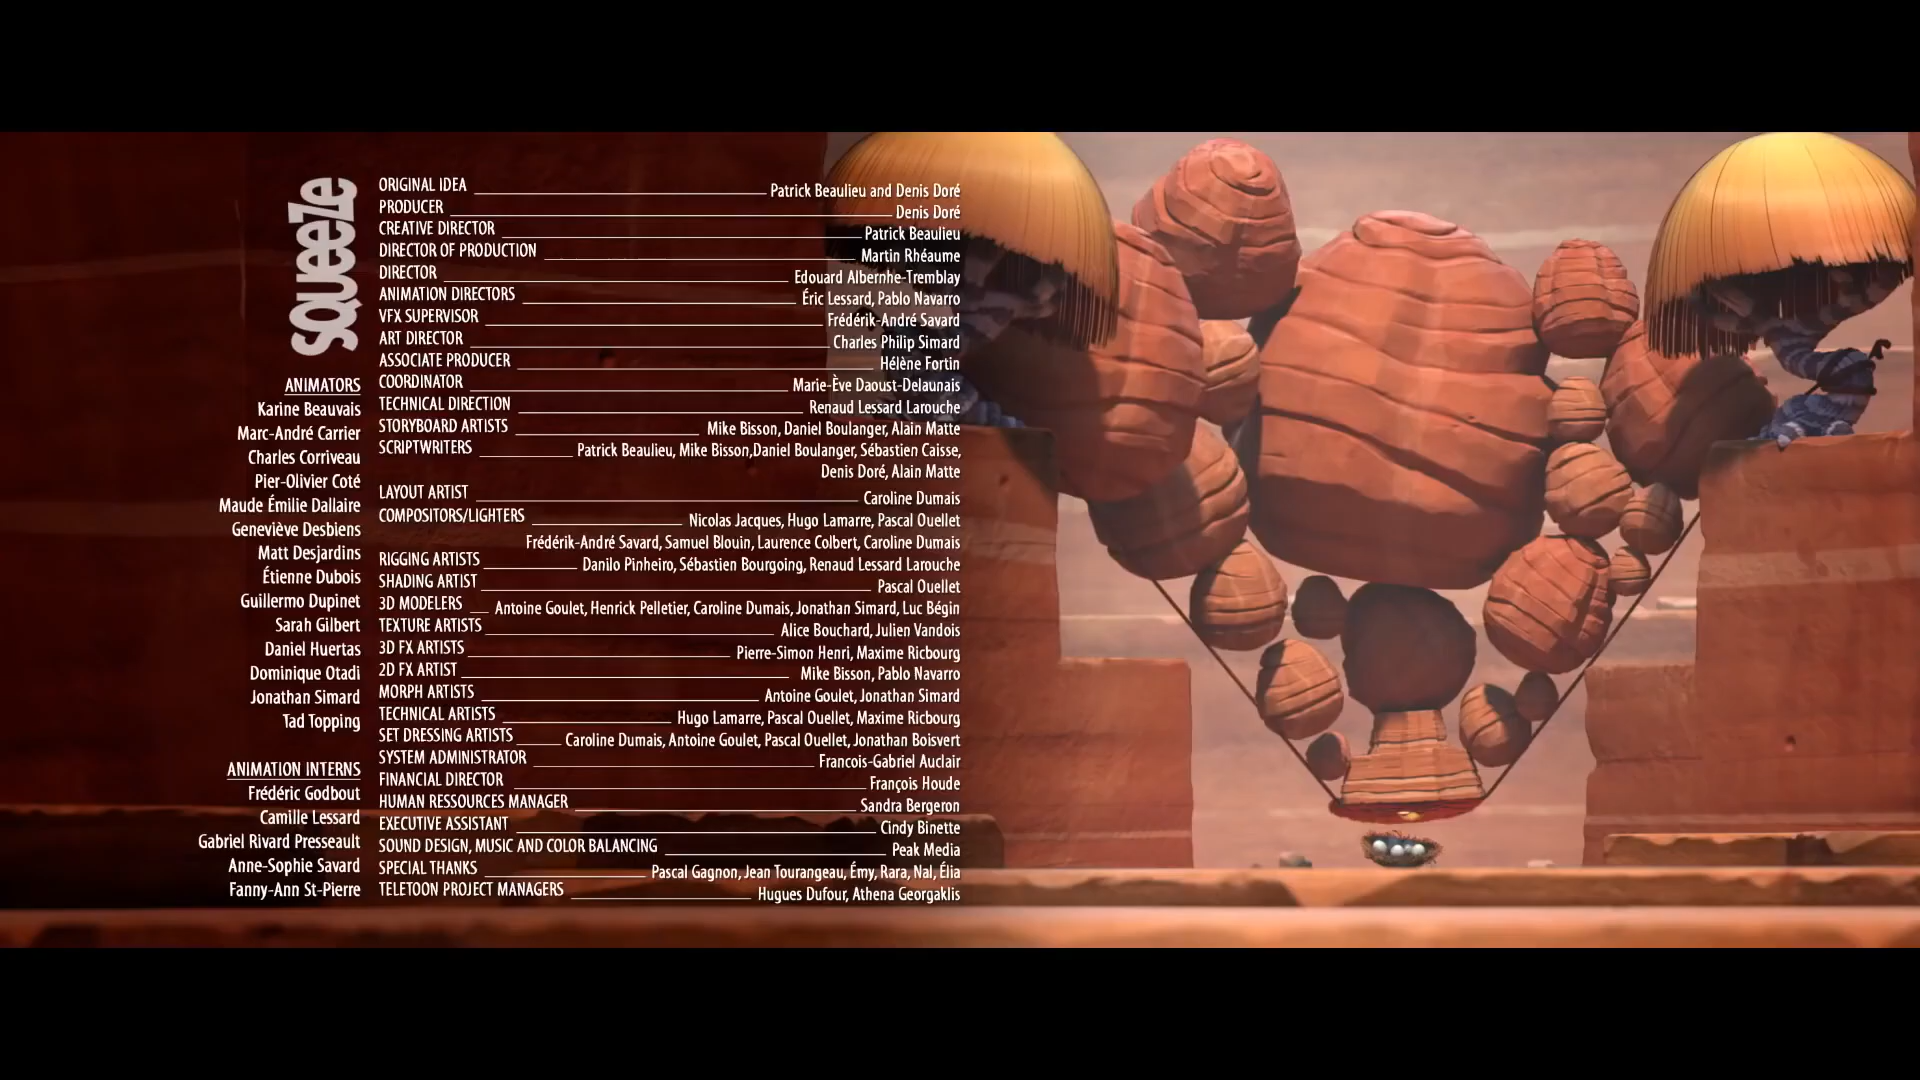 squeeze
ANIMATORS
Karine Beauvais
Marc-André Carrier
Charles Corriveau
Pier-Olivier Coté
Maude Émilie Dallaire
Geneviève Desbiens
Matt Desjardins
Étienne Dubois
Guillermo Dupinet
Sarah Gilbert
Daniel Huertas
Dominique Otadi
Jonathan Simard
Tad Topping
ANIMATION INTERNS
Frédéric Godbout
Camille Lessard
Gabriel Rivard Presseault
Anne-Sophie Savard
Fanny-Ann St-Pierre
ORIGINAL IDEA Patrick Beaulieu and Denis Doré
PRODUCER Denis Doré
CREATIVE DIRECTOR Patrick Beaulieu
DIRECTOR OF PRODUCTION Martin Rhéaume
DIRECTOR Edouard Albernhe-Tremblay
ANIMATION DIRECTORS Éric Lessard, Pablo Navarro
VFX SUPERVISOR Frédérik-André Savard
ART DIRECTOR Charles Philip Simard
ASSOCIATE PRODUCER Hélène Fortin
COORDINATOR Marie-Ève Daoust-Delaunais
TECHNICAL DIRECTION Renaud Lessard Larouche
STORYBOARD ARTISTS Mike Bisson, Daniel Boulanger, Alain Matte
SCRIPTWRITERS Patrick Beaulieu, Mike Bisson,Daniel Boulanger, Sébastien Caisse,
Denis Doré, Alain Matte
LAYOUT ARTIST Caroline Dumais
COMPOSITORS/LIGHTERS Nicolas Jacques, Hugo Lamarre, Pascal Ouellet
Frédérik-André Savard, Samuel Blouin, Laurence Colbert, Caroline Dumais
RIGGING ARTISTS Danilo Pinheiro, Sébastien Bourgoing, Renaud Lessard Larouche
SHADING ARTIST Pascal Ouellet
3D MODELERS Antoine Goulet, Henrick Pelletier, Caroline Dumais, Jonathan Simard, Luc Bégin
TEXTURE ARTISTS Alice Bouchard, Julien Vandois
3D FX ARTISTS Pierre-Simon Henri, Maxime Ricbourg
2D FX ARTIST Mike Bisson, Pablo Navarro
MORPH ARTISTS Antoine Goulet, Jonathan Simard
TECHNICAL ARTISTS Hugo Lamarre, Pascal Ouellet, Maxime Ricbourg
SET DRESSING ARTISTS Caroline Dumais, Antoine Goulet, Pascal Ouellet, Jonathan Boisvert
SYSTEM ADMINISTRATOR Francois-Gabriel Auclair
FINANCIAL DIRECTOR François Houde
HUMAN RESSOURCES MANAGER Sandra Bergeron
EXECUTIVE ASSISTANT Cindy Binette
SOUND DESIGN, MUSIC AND COLOR BALANCING Peak Media
SPECIAL THANKS Pascal Gagnon, Jean Tourangeau, Émy, Rara, Nal, Élia
TELETOON PROJECT MANAGERS Hugues Dufour, Athena Georgaklis